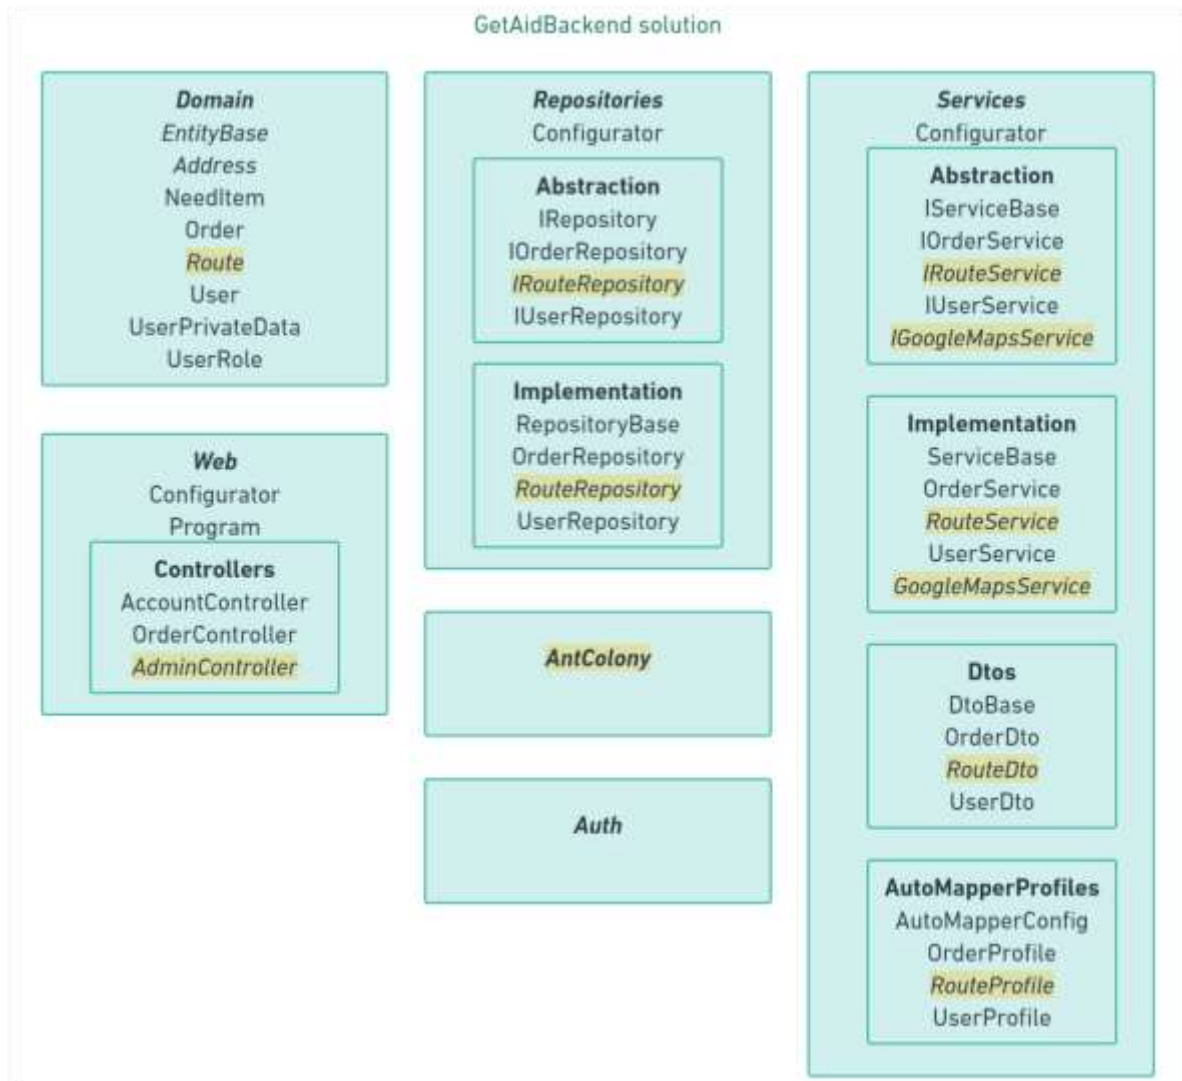 GetAidBackend solution
Domain
EntityBase
Address
NeedItem
Order
Route
User
UserPrivateData
UserRole
Web
Configurator
Program
Controllers
AccountController
OrderController
AdminController
Repositories
Configurator
Abstraction
IRepository
IOrderRepository
IRouteRepository
IUserRepository
Implementation
RepositoryBase
OrderRepository
RouteRepository
UserRepository
AntColony
Auth
Services
Configurator
Abstraction
IServiceBase
IOrderService
IRouteService
IUserService
IGoogleMapsService
Implementation
ServiceBase
OrderService
RouteService
UserService
GoogleMapsService
Dtos
DtoBase
OrderDto
RouteDto
UserDto
AutoMapperProfiles
AutoMapperConfig
OrderProfile
RouteProfile
UserProfile